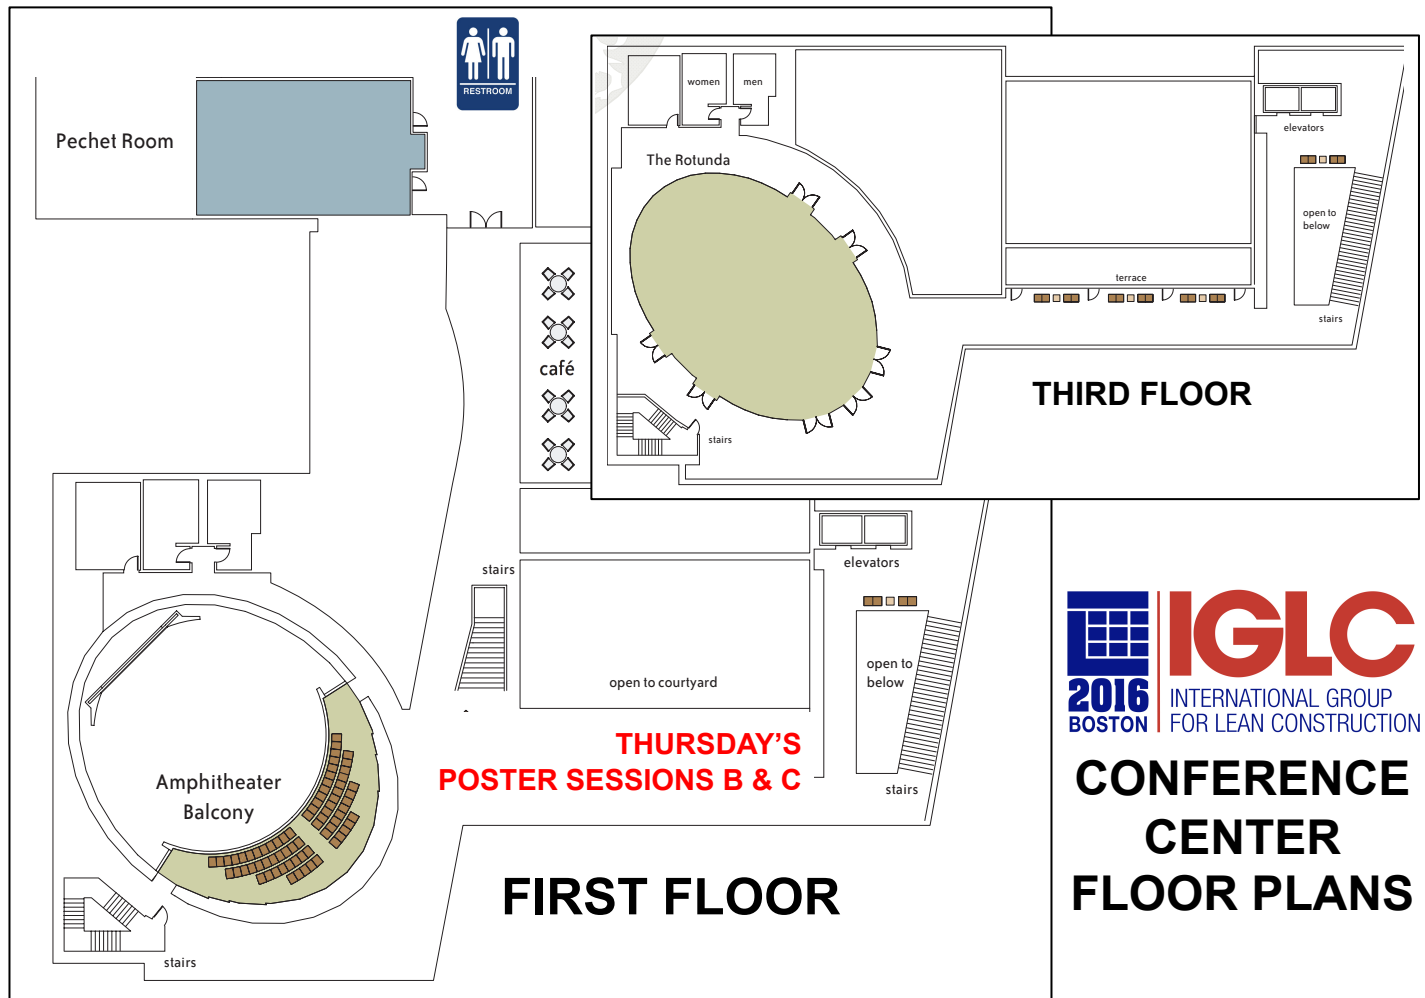 RESTROOM
Pechet Room
café
stairs
elevators
open to
below
open to courtyard
stairs
THURSDAY'S
POSTER SESSIONS B & C
Amphitheater
Balcony
stairs
FIRST FLOOR
women
men
The Rotunda
elevators
open to
below
terrace
stairs
stairs
THIRD FLOOR
2016
BOSTON
IGLC
INTERNATIONAL GROUP
FOR LEAN CONSTRUCTION
CONFERENCE
CENTER
FLOOR PLANS